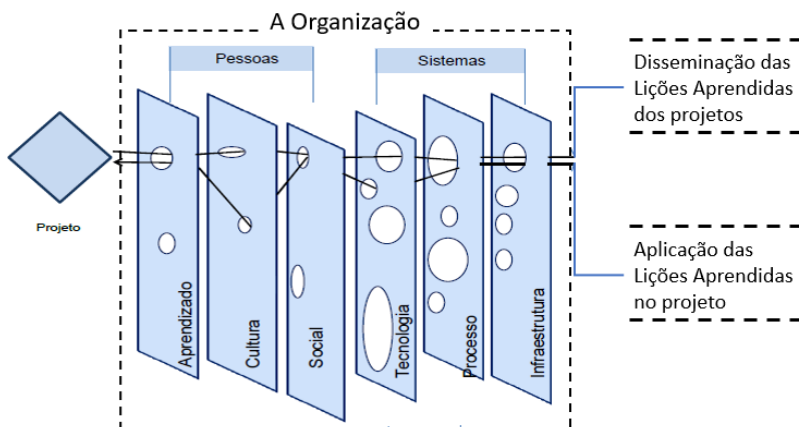 A Organização
Pessoas
Sistemas
Disseminação das
Lições Aprendidas
dos projetos
Projeto
Aprendizado
Cultura
Social
Tecnologia
Processo
Infraestrutura
Aplicação das
Lições Aprendidas
no projeto